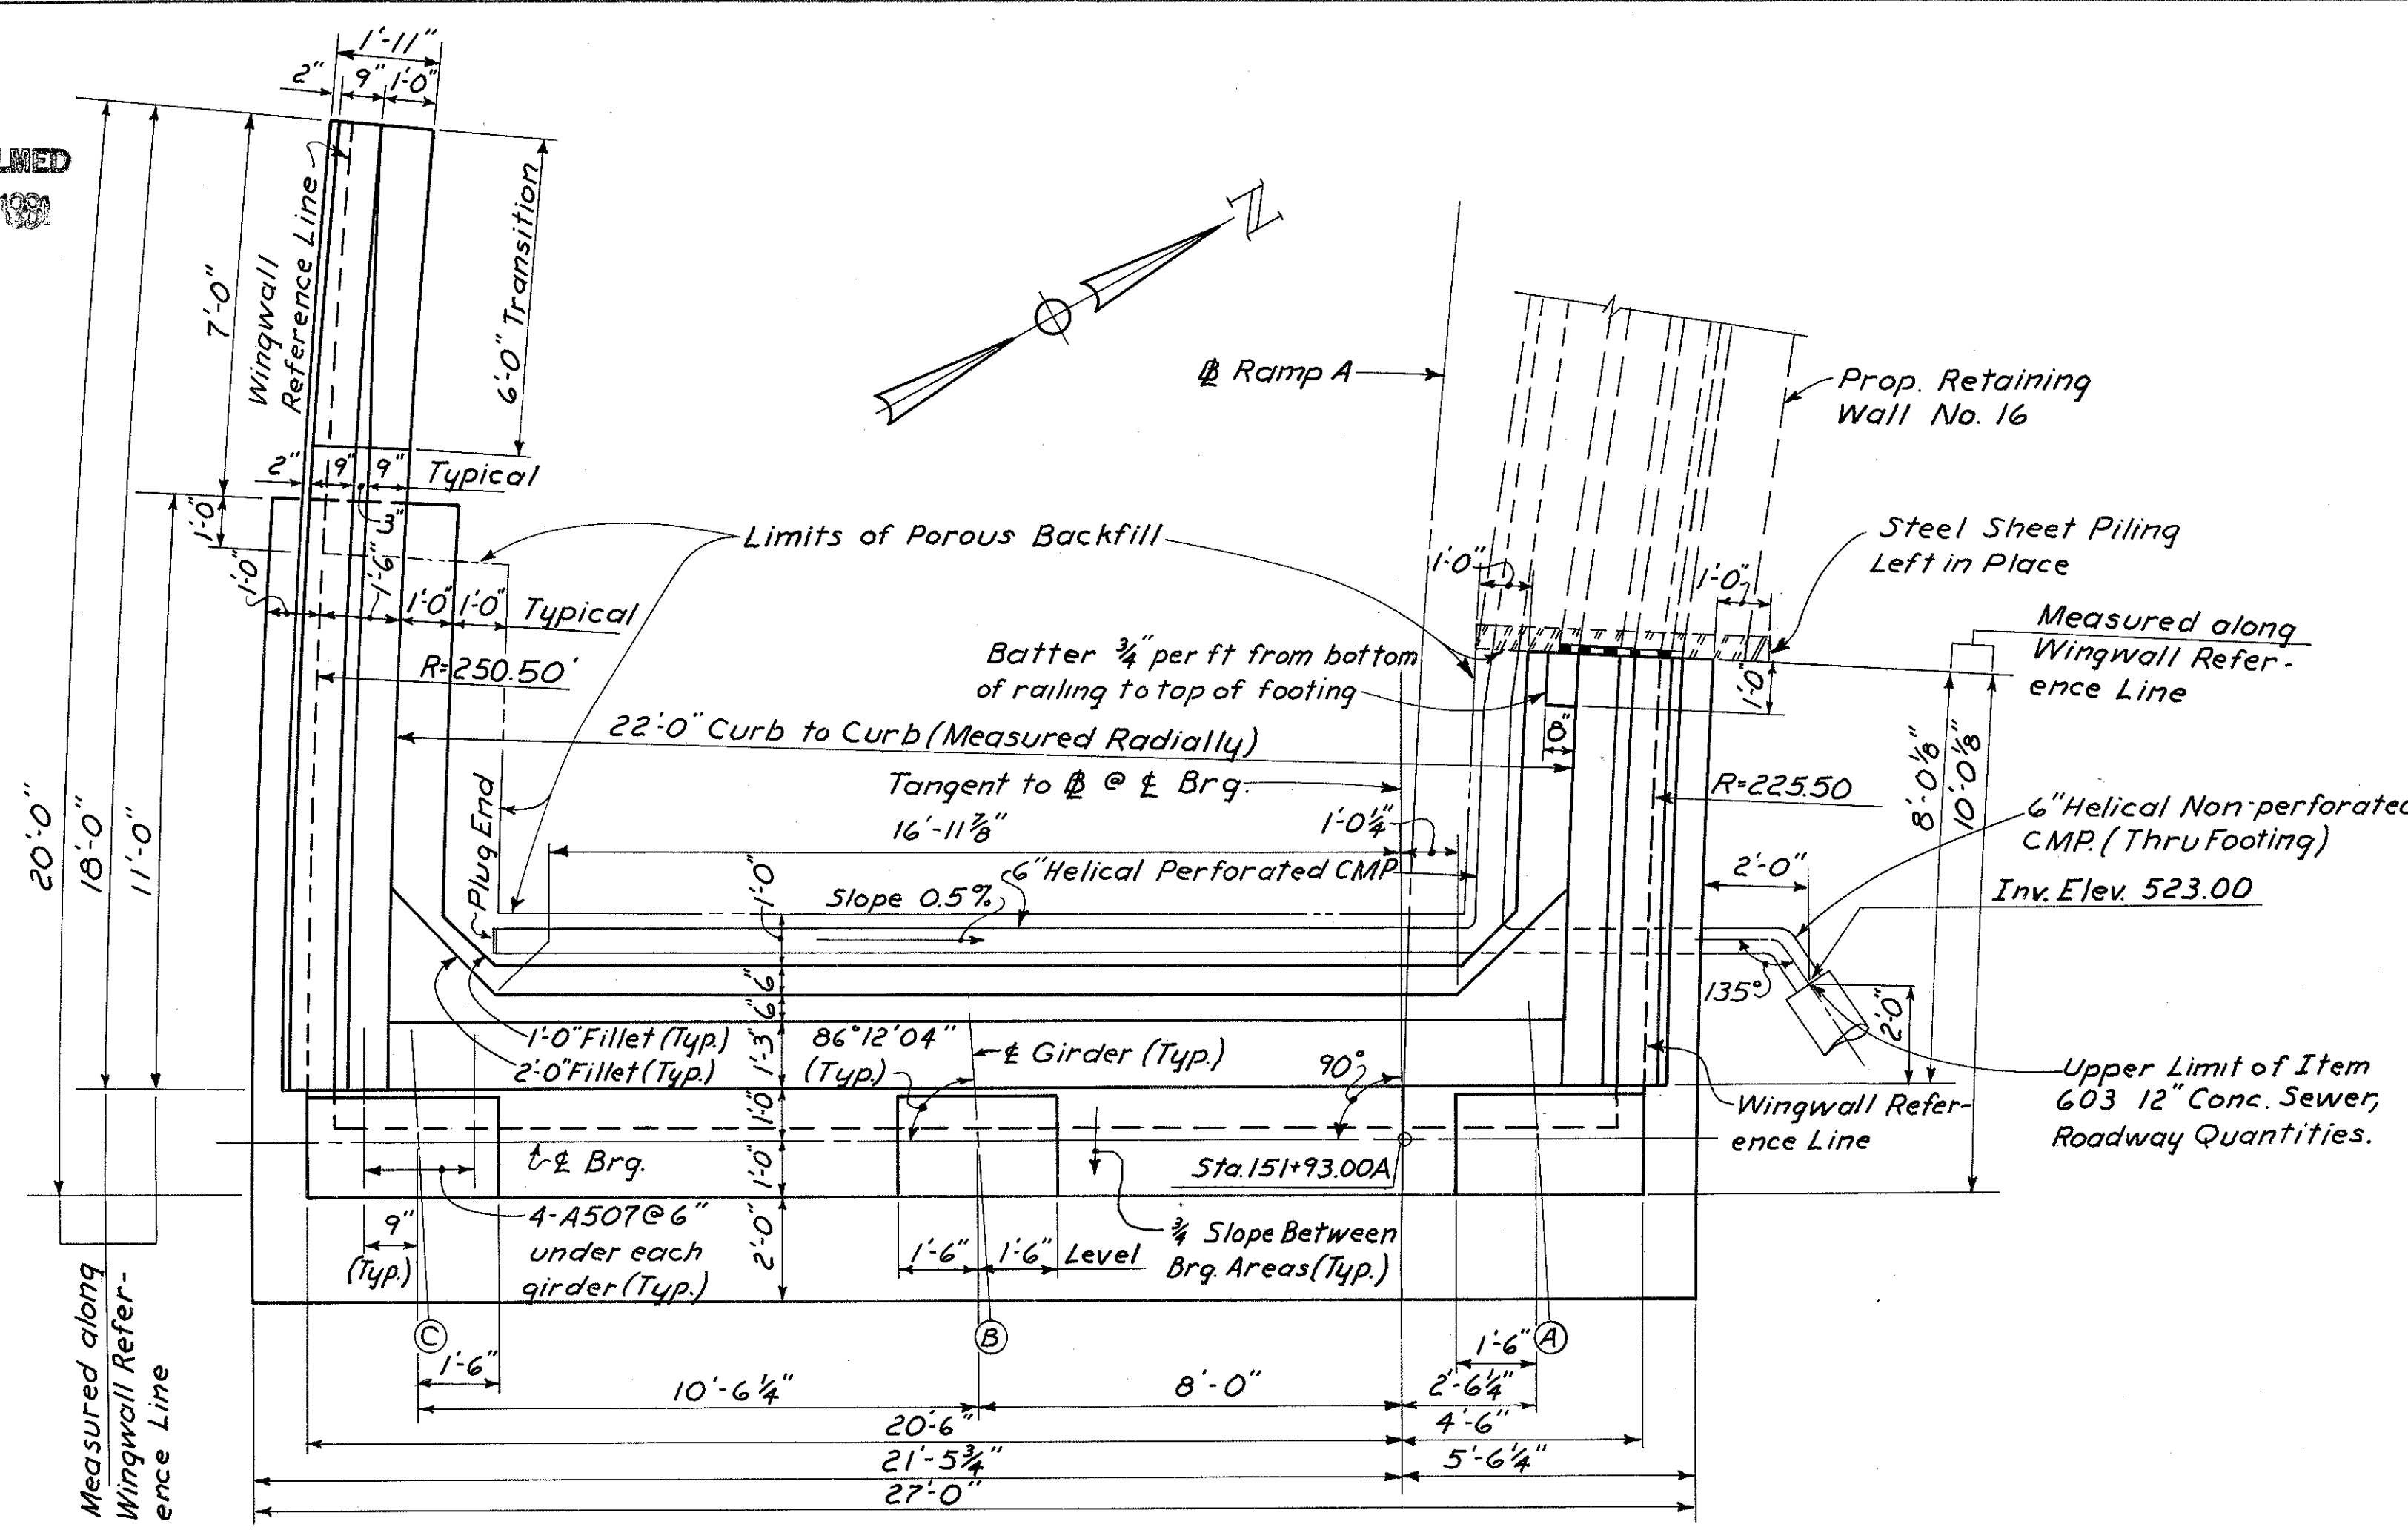 1'-11"
2" 9" 1'-0"
LMED
7'-0"
Wingwall
Reference Line
6'-0" Transition
N
℄ Ramp A
Prop. Retaining
Wall No. 16
2" 9" 9" Typical
3"
1'-0"
1'-0" 1'-6" 1'-0" 1'-0" Typical
Limits of Porous Backfill
1'-0"
1'-0"
Steel Sheet Piling
Left in Place
Measured along
Wingwall Refer-
ence Line
R=250.50'
Batter ¾" per ft from bottom
of railing to top of footing
1'-0"
8"
22'-0" Curb to Curb (Measured Radially)
Tangent to ⅊ @ ℄ Brg.
R=225.50
20'-0"
18'-0"
11'-0"
8'-0⅛"
10'-0⅛"
16'-11⅞"
1'-0¼"
Plug End
1'-0"
6" Helical Perforated CMP
Slope 0.5%
2'-0"
6" Helical Non-perforated
CMP. (Thru Footing)
Inv. Elev. 523.00
135°
2'-0"
6"
6"
1'-3"
1'-0"
1'-0"
2'-0"
1'-0" Fillet (Typ.)
2'-0" Fillet (Typ.)
86°12'04"
(Typ.)
℄ Girder (Typ.)
90°
Wingwall Refer-
ence Line
Upper Limit of Item
603 12" Conc. Sewer,
Roadway Quantities.
℄ Brg.
Sta. 151+93.00A
9"
(Typ.)
4-A507@6"
under each
girder (Typ.)
1'-6" 1'-6" Level
¾ Slope Between
Brg. Areas (Typ.)
Measured along
Wingwall Refer-
ence Line
C B A
1'-6"
1'-6"
10'-6¼" 8'-0" 2'-6¼"
20'-6" 4'-6"
21'-5¾" 5'-6¼"
27'-0"